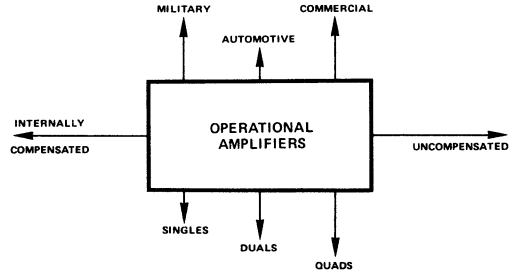 MILITARY
COMMERCIAL
AUTOMOTIVE
INTERNALLY
COMPENSATED
OPERATIONAL
AMPLIFIERS
UNCOMPENSATED
SINGLES
DUALS
QUADS